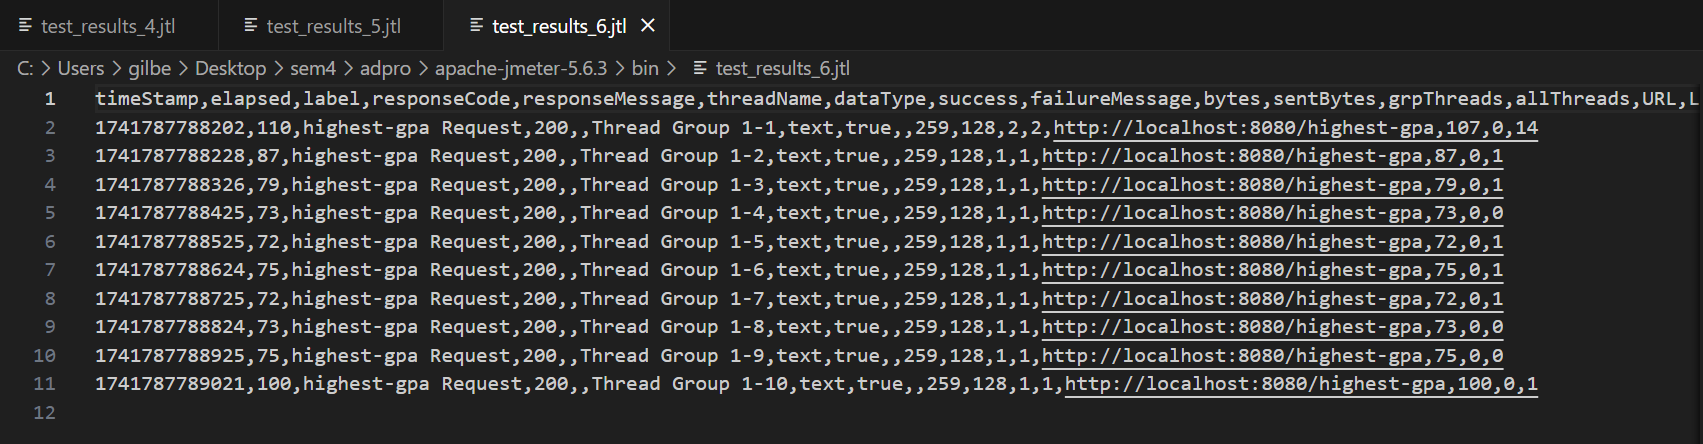 test_results_4.jtl test_results_5.jtl test_results_6.jtl
C: > Users > gilbe > Desktop > sem4 > adpro > apache-jmeter-5.6.3 > bin > test_results_6.jtl
1 timeStamp,elapsed,label,responseCode,responseMessage,threadName,dataType,success,failureMessage,bytes,sentBytes,grpThreads,allThreads,URL,L
2 1741787788202,110,highest-gpa Request,200,,Thread Group 1-1,text,true,,259,128,2,2,http://localhost:8080/highest-gpa,107,0,14
3 1741787788228,87,highest-gpa Request,200,,Thread Group 1-2,text,true,,259,128,1,1,http://localhost:8080/highest-gpa,87,0,1
4 1741787788326,79,highest-gpa Request,200,,Thread Group 1-3,text,true,,259,128,1,1,http://localhost:8080/highest-gpa,79,0,1
5 1741787788425,73,highest-gpa Request,200,,Thread Group 1-4,text,true,,259,128,1,1,http://localhost:8080/highest-gpa,73,0,0
6 1741787788525,72,highest-gpa Request,200,,Thread Group 1-5,text,true,,259,128,1,1,http://localhost:8080/highest-gpa,72,0,1
7 1741787788624,75,highest-gpa Request,200,,Thread Group 1-6,text,true,,259,128,1,1,http://localhost:8080/highest-gpa,75,0,1
8 1741787788725,72,highest-gpa Request,200,,Thread Group 1-7,text,true,,259,128,1,1,http://localhost:8080/highest-gpa,72,0,1
9 1741787788824,73,highest-gpa Request,200,,Thread Group 1-8,text,true,,259,128,1,1,http://localhost:8080/highest-gpa,73,0,0
10 1741787788925,75,highest-gpa Request,200,,Thread Group 1-9,text,true,,259,128,1,1,http://localhost:8080/highest-gpa,75,0,0
11 1741787789021,100,highest-gpa Request,200,,Thread Group 1-10,text,true,,259,128,1,1,http://localhost:8080/highest-gpa,100,0,1
12